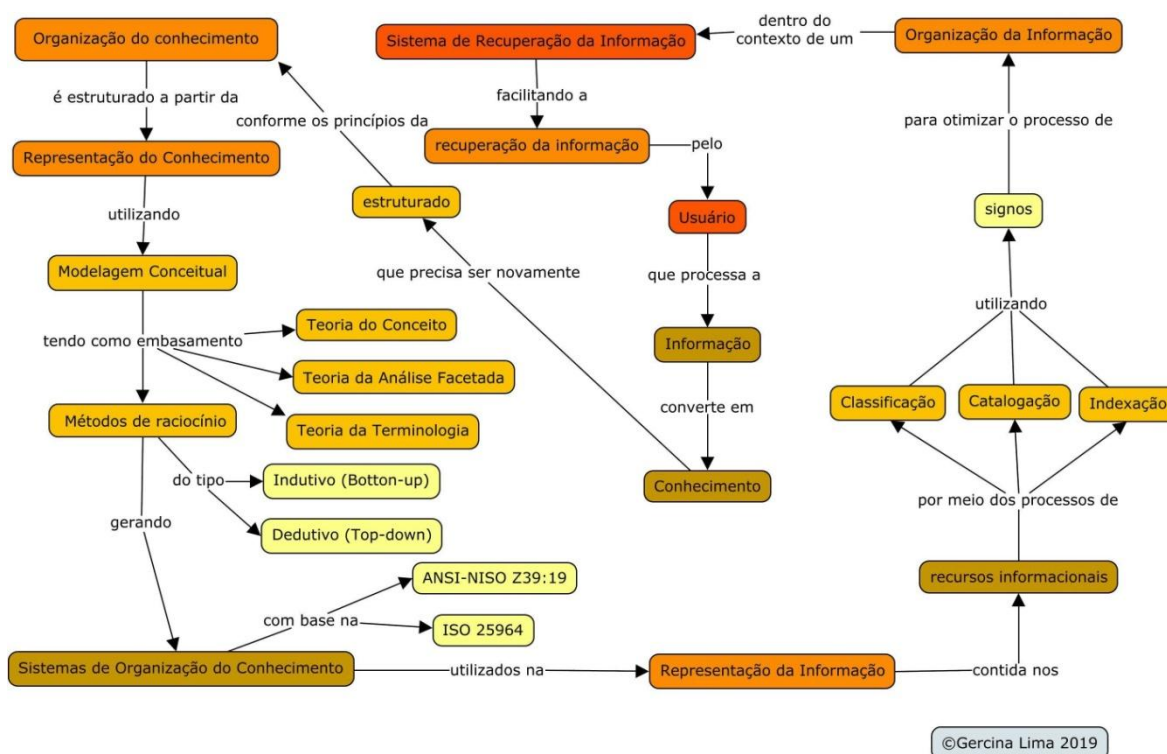 Organização do conhecimento
é estruturado a partir da
Representação do Conhecimento
utilizando
Modelagem Conceitual
tendo como embasamento
Teoria do Conceito
Teoria da Análise Facetada
Teoria da Terminologia
Métodos de raciocínio
do tipo
Indutivo (Botton-up)
Dedutivo (Top-down)
gerando
Sistemas de Organização do Conhecimento
com base na
ANSI-NISO Z39:19
ISO 25964
utilizados na
Representação da Informação
contida nos
recursos informacionais
por meio dos processos de
Classificação
Catalogação
Indexação
utilizando
signos
para otimizar o processo de
Organização da Informação
dentro do
contexto de um
Sistema de Recuperação da Informação
facilitando a
recuperação da informação
pelo
Usuário
que processa a
Informação
converte em
Conhecimento
que precisa ser novamente
estruturado
conforme os princípios da
©Gercina Lima 2019